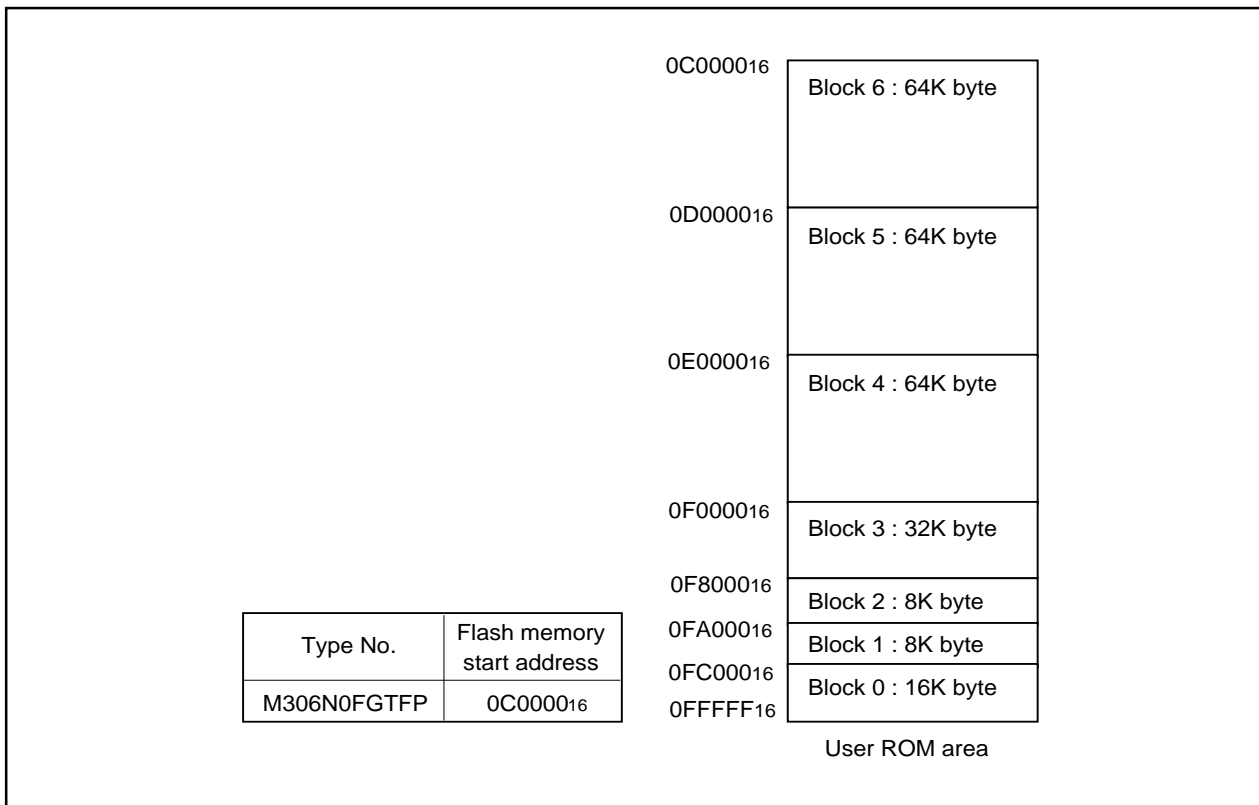 0C000016
Block 6 : 64K byte
0D000016
Block 5 : 64K byte
0E000016
Block 4 : 64K byte
0F000016
Block 3 : 32K byte
0F800016
Block 2 : 8K byte
0FA00016
Block 1 : 8K byte
0FC00016
Block 0 : 16K byte
0FFFFF16
User ROM area
Type No.
Flash memory
start address
M306N0FGTFP
0C000016